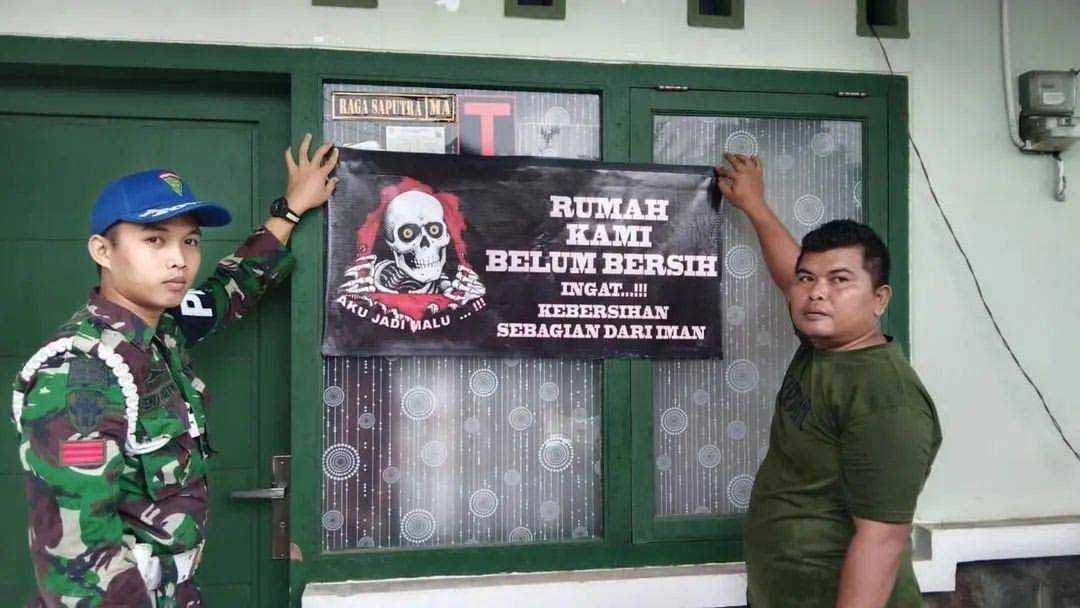 RAGA SAPUTRA MA
T
RUMAH
KAMI
BELUM BERSIH
INGAT...!!!
KEBERSIHAN
SEBAGIAN DARI IMAN
AKU JADI MALU ...!!!
P